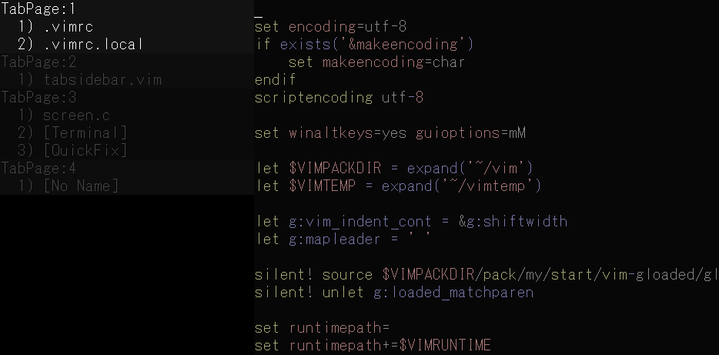 TabPage:1
1) .vimrc
2) .vimrc.local
TabPage:2
1) tabsidebar.vim
TabPage:3
1) screen.c
2) [Terminal]
3) [QuickFix]
TabPage:4
1) [No Name]
set encoding=utf-8
if exists('&makeencoding')
set makeencoding=char
endif
scriptencoding utf-8
set winaltkeys=yes guioptions=mM
let $VIMPACKDIR = expand('~/vim')
let $VIMTEMP = expand('~/vimtemp')
let g:vim_indent_cont = &g:shiftwidth
let g:mapleader = ' '
silent! source $VIMPACKDIR/pack/my/start/vim-gloaded/gl
silent! unlet g:loaded_matchparen
set runtimepath=
set runtimepath+=$VIMRUNTIME